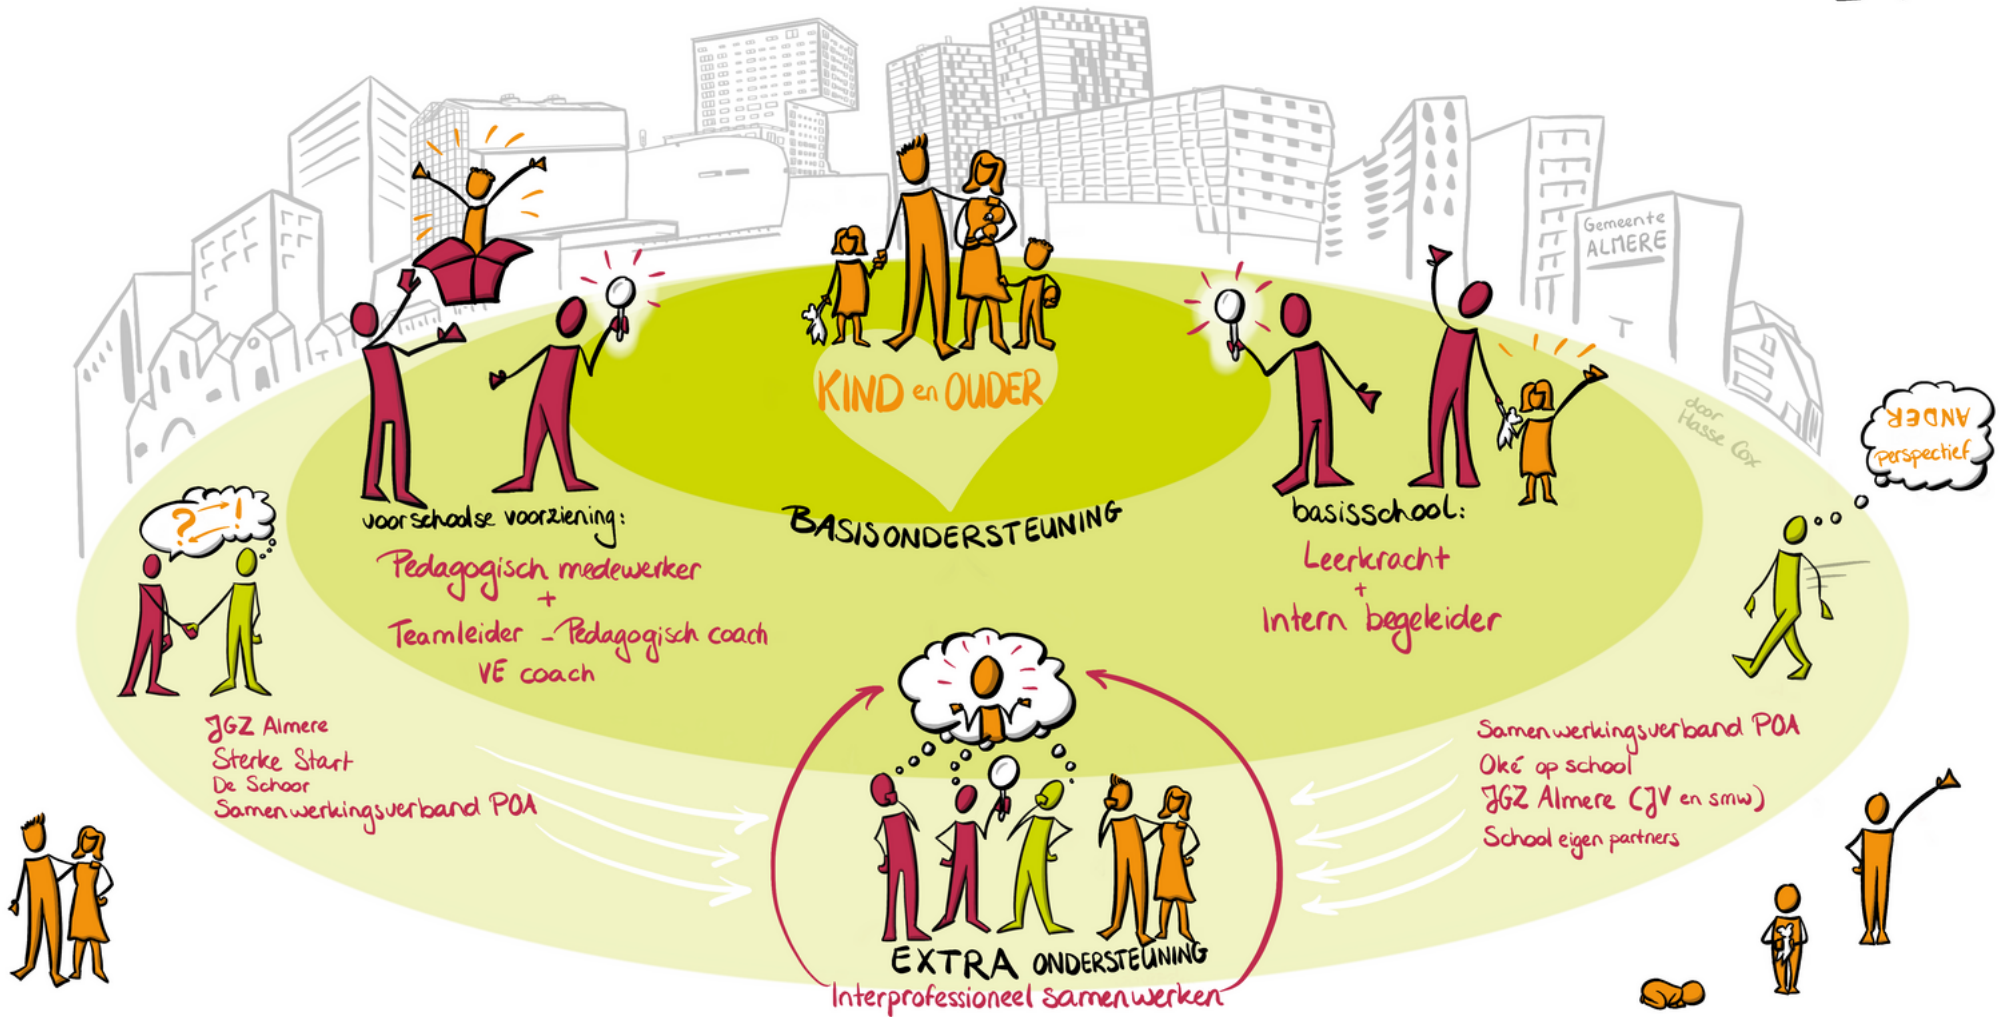 Gemeente
ALMERE
KIND en OUDER
door
Hasse Cox
ANDER
perspectief
? !
voorschoolse voorziening:
Pedagogisch medewerker
+
Teamleider - Pedagogisch coach
VE coach
BASISONDERSTEUNING
basisschool:
Leerkracht
+
Intern begeleider
JGZ Almere
Sterke Start
De Schoor
Samenwerkingsverband POA
Samenwerkingsverband POA
Oké op school
JGZ Almere (JV en smw)
School eigen partners
EXTRA ONDERSTEUNING
Interprofessioneel samenwerken